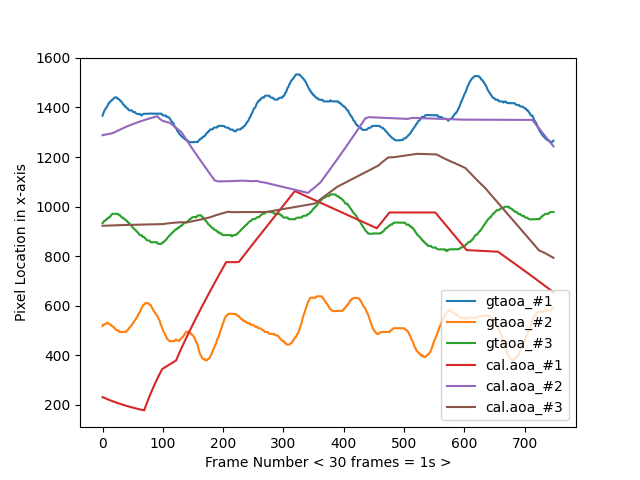 1600
1400
1200
1000
800
600
400
200
Pixel Location in x-axis
0 100 200 300 400 500 600 700
Frame Number < 30 frames = 1s >
gtaoa_#1
gtaoa_#2
gtaoa_#3
cal.aoa_#1
cal.aoa_#2
cal.aoa_#3